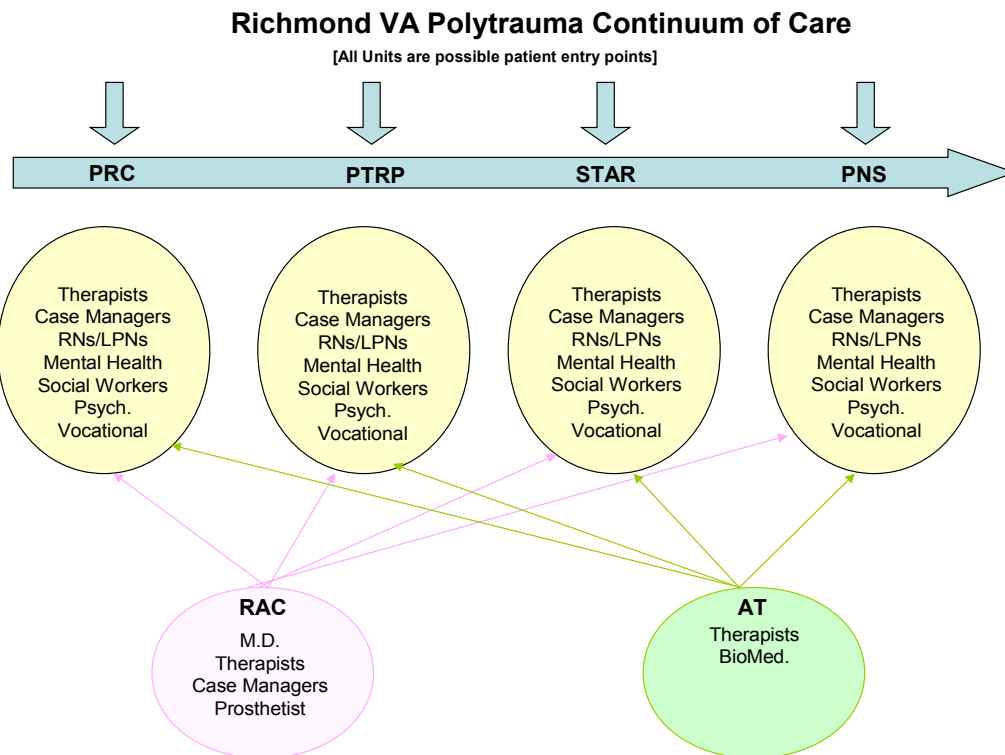 Richmond VA Polytrauma Continuum of Care
[All Units are possible patient entry points]
PRC
PTRP
STAR
PNS
Therapists
Case Managers
RNs/LPNs
Mental Health
Social Workers
Psych.
Vocational
Therapists
Case Managers
RNs/LPNs
Mental Health
Social Workers
Psych.
Vocational
Therapists
Case Managers
RNs/LPNs
Mental Health
Social Workers
Psych.
Vocational
Therapists
Case Managers
RNs/LPNs
Mental Health
Social Workers
Psych.
Vocational
RAC
M.D.
Therapists
Case Managers
Prosthetist
AT
Therapists
BioMed.